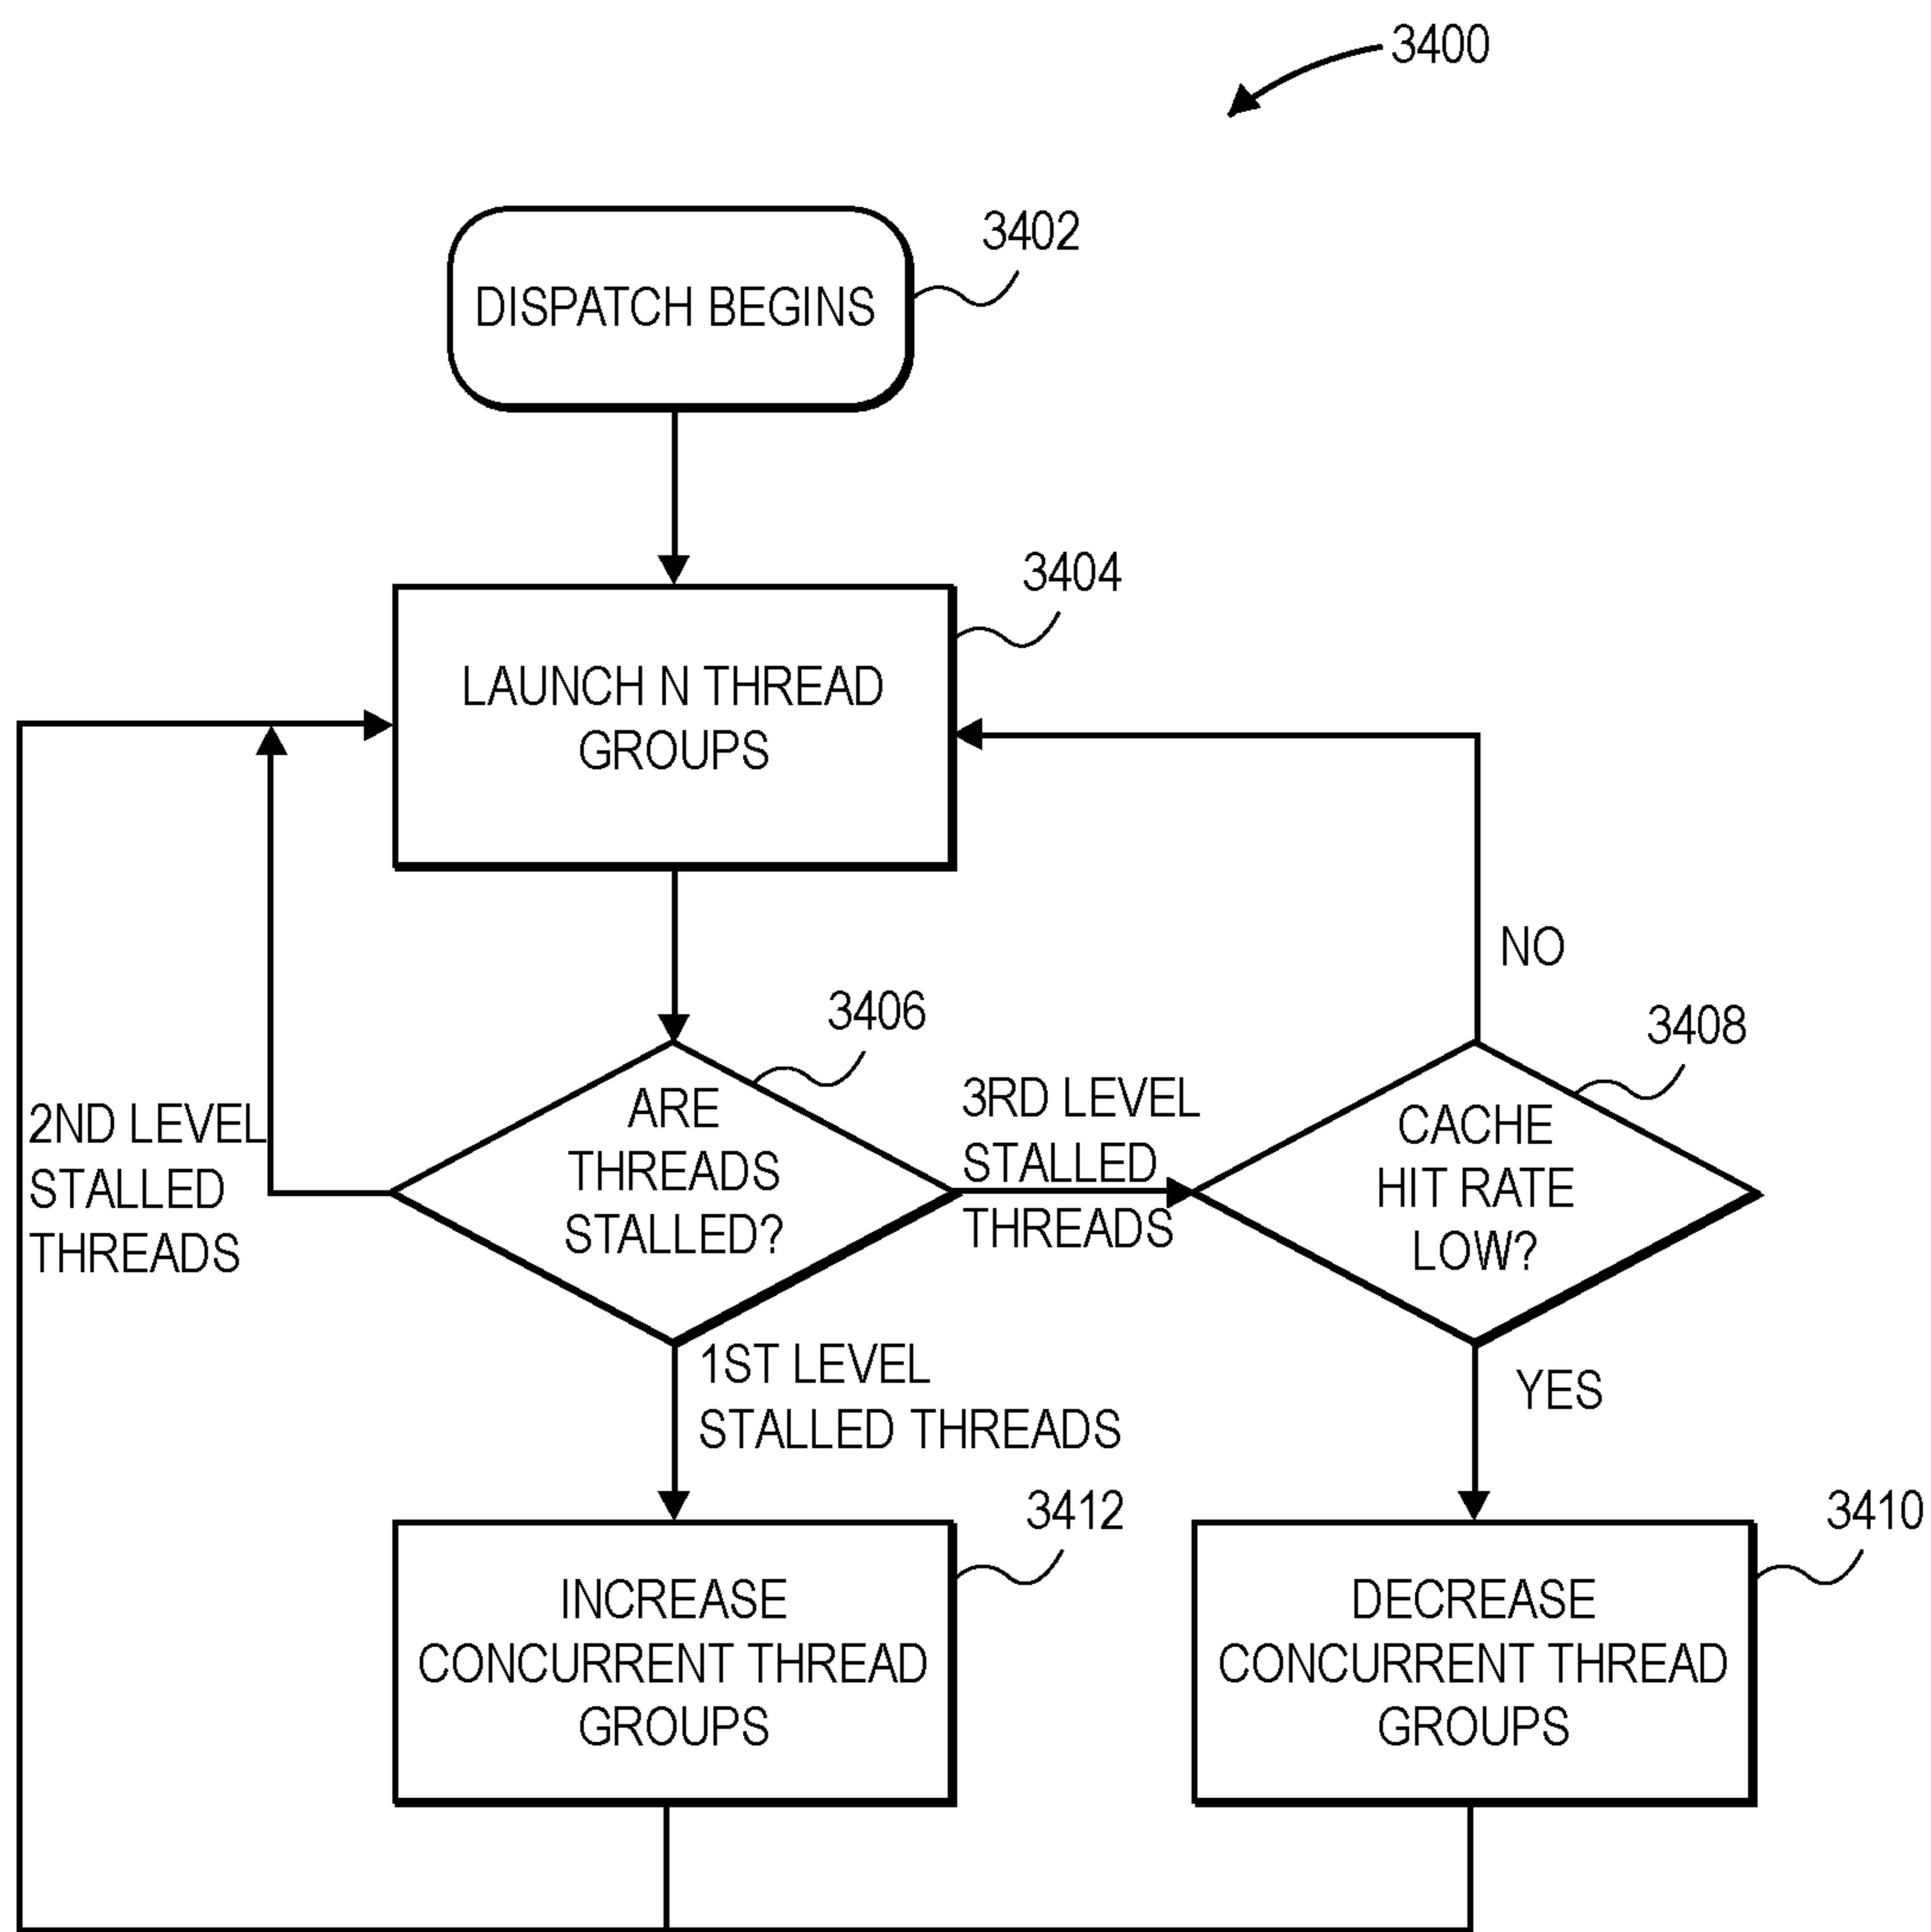 3400
3402
DISPATCH BEGINS
3404
LAUNCH N THREAD
GROUPS
NO
3406
3408
ARE
THREADS
STALLED?
2ND LEVEL
STALLED
THREADS
3RD LEVEL
STALLED
THREADS
CACHE
HIT RATE
LOW?
1ST LEVEL
STALLED THREADS
YES
3412
3410
INCREASE
CONCURRENT THREAD
GROUPS
DECREASE
CONCURRENT THREAD
GROUPS